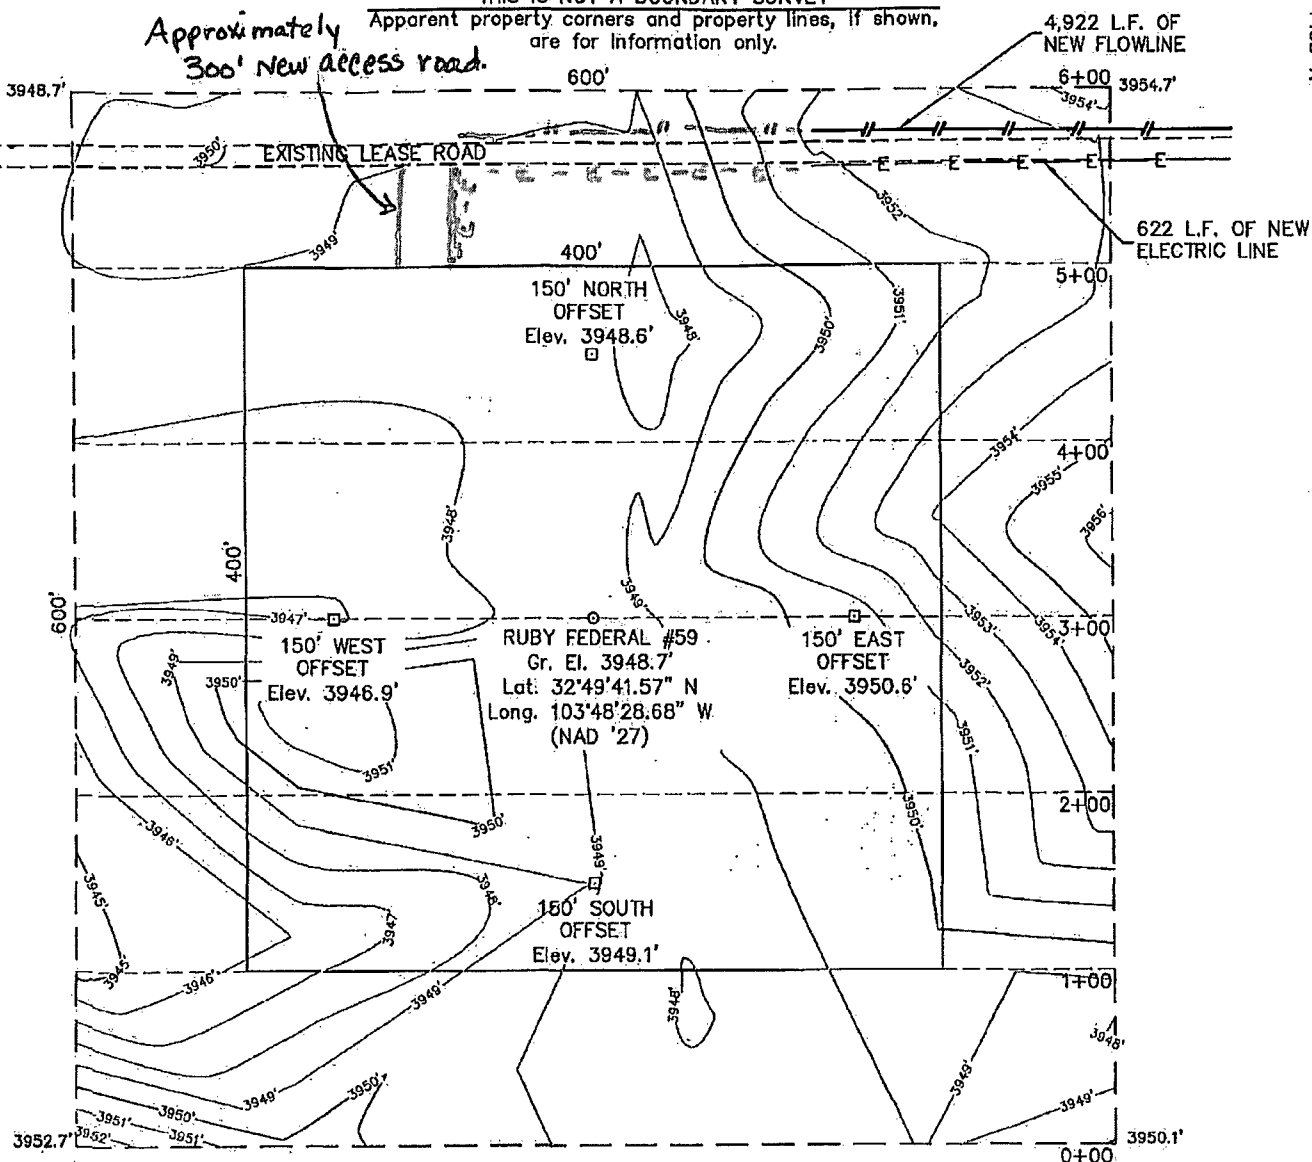 THIS IS NOT A BOUNDARY SURVEY
Apparent property corners and property lines, if shown,
are for information only.
Approximately
300' New access road.
4,922 L.F. OF
NEW FLOWLINE
3948.7'
600'
6+00
3954.7'
3954'
3950'
EXISTING LEASE ROAD
E E E E E
3952'
622 L.F. OF NEW
ELECTRIC LINE
3949'
400'
5+00
150' NORTH
OFFSET
Elev. 3948.6'
3948'
3950'
3951'
3954'
4+00
3955'
3956'
3948'
400'
600'
3949'
3947'
3953'
3954'
3+00
150' WEST
OFFSET
Elev. 3946.9'
RUBY FEDERAL #59
Gr. El. 3948.7'
Lat. 32°49'41.57" N
Long. 103°48'28.68" W
(NAD '27)
150' EAST
OFFSET
Elev. 3950.6'
3949'
3950'
3952'
3951'
3951'
2+00
3946'
3950'
3949'
3950'
3945'
3948'
150' SOUTH
OFFSET
Elev. 3949.1'
3947'
3945'
3946'
3949'
3948'
1+00
3948'
3949'
3950'
3949'
3949'
3950'
3951'
3952'
3951'
3952.7'
3950.1'
0+00